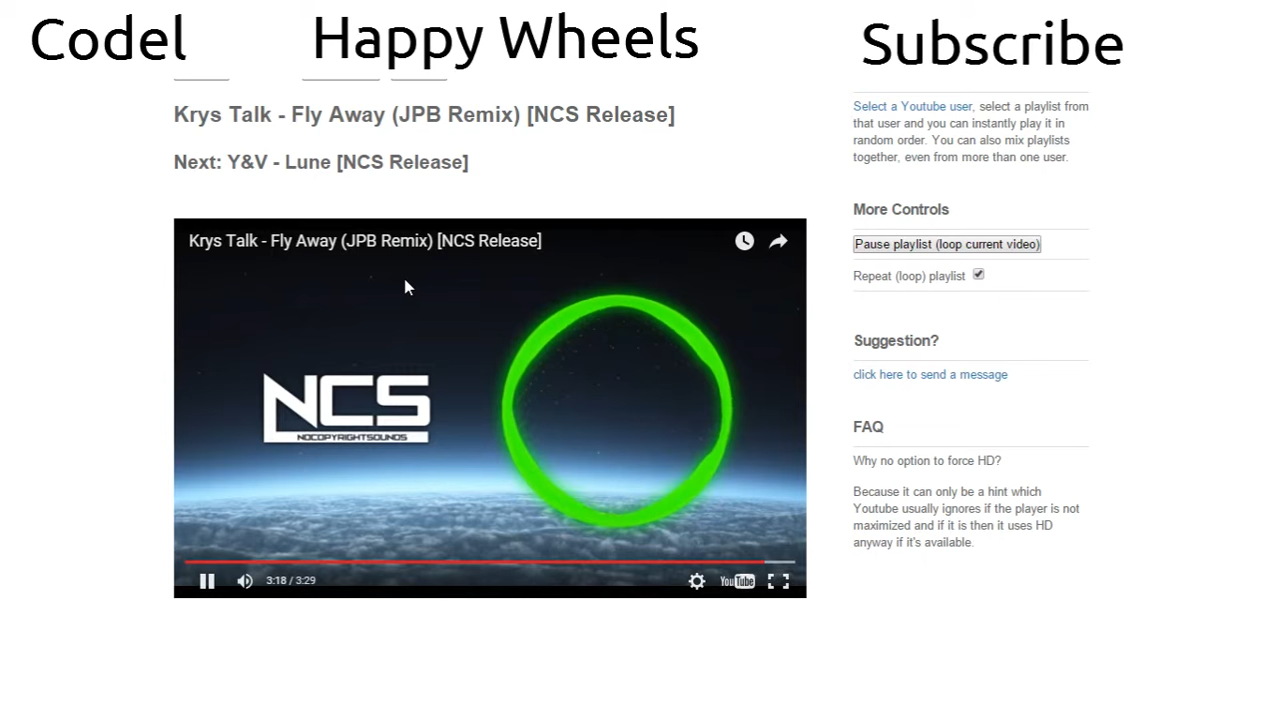 Codel Happy Wheels Subscribe
Krys Talk - Fly Away (JPB Remix) [NCS Release]
Next: Y&V - Lune [NCS Release]
Krys Talk - Fly Away (JPB Remix) [NCS Release]
NCS
NOCOPYRIGHTSOUNDS
3:18 / 3:29
YouTube
Select a Youtube user, select a playlist from
that user and you can instantly play it in
random order. You can also mix playlists
together, even from more than one user.
More Controls
Pause playlist (loop current video)
Repeat (loop) playlist
Suggestion?
click here to send a message
FAQ
Why no option to force HD?
Because it can only be a hint which
Youtube usually ignores if the player is not
maximized and if it is then it uses HD
anyway if it's available.